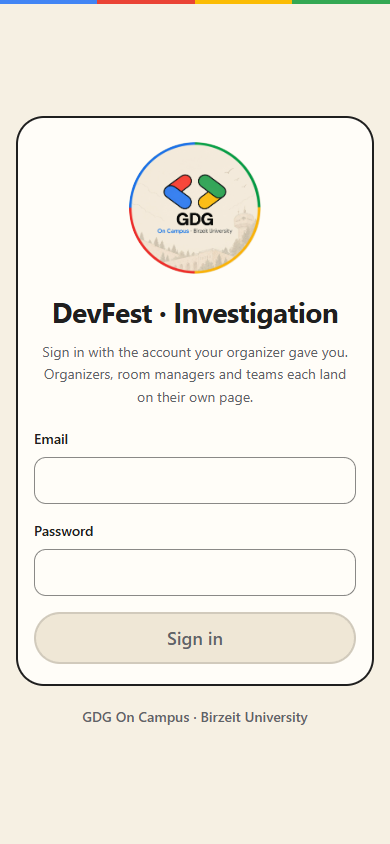 GDG
On Campus · Birzeit University
DevFest · Investigation
Sign in with the account your organizer gave you.
Organizers, room managers and teams each land
on their own page.
Email
Password
Sign in
GDG On Campus · Birzeit University